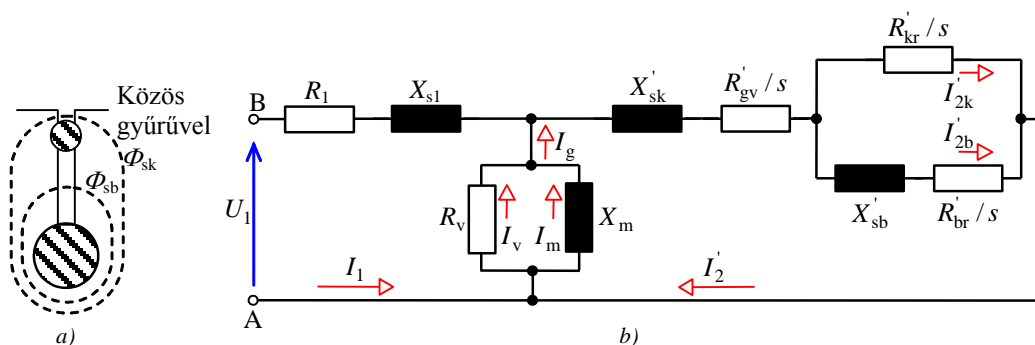 Közös
gyűrűvel
Φsk
Φsb
a)
B
R1
Xs1
X'sk
R'gv/s
R'kr/s
I'2k
I'2b
X'sb
R'br/s
Ig
U1
Rv
Iv
Im
Xm
I1
I'2
A
b)